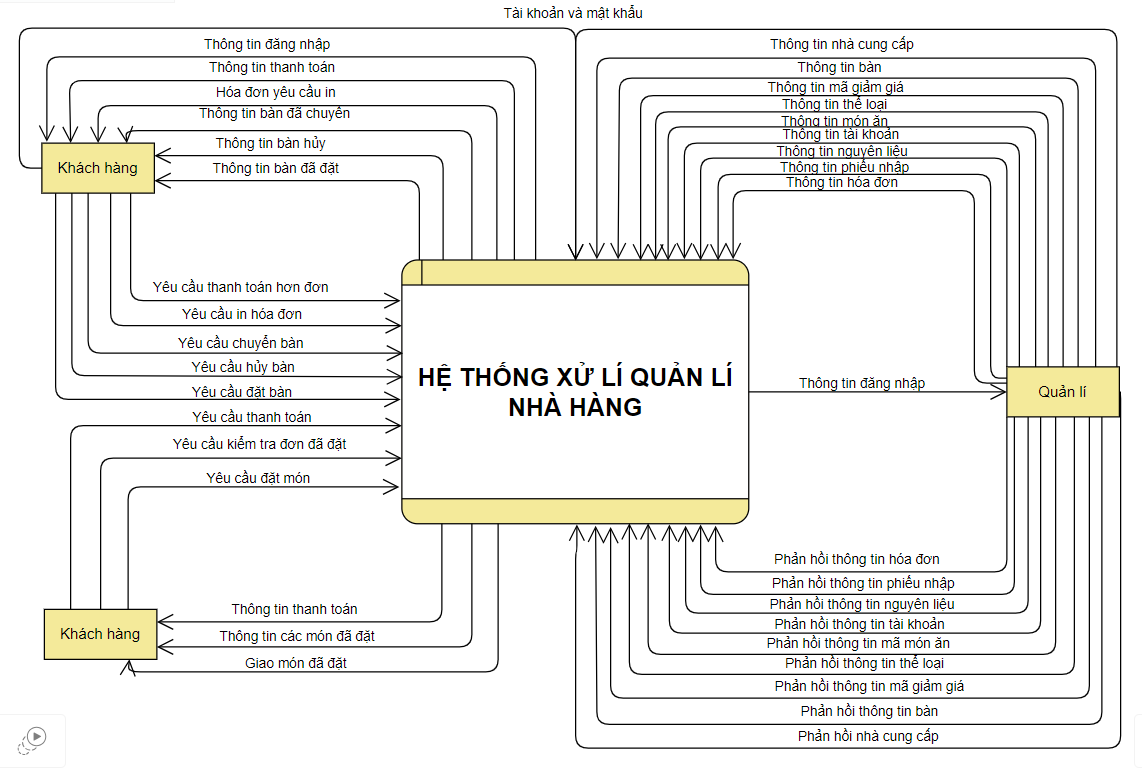 Tài khoản và mật khẩu
Thông tin đăng nhập
Thông tin thanh toán
Hóa đơn yêu cầu in
Thông tin bàn đã chuyển
Thông tin bàn hủy
Thông tin bàn đã đặt
Khách hàng
Thông tin nhà cung cấp
Thông tin bàn
Thông tin mã giảm giá
Thông tin thể loại
Thông tin món ăn
Thông tin tài khoản
Thông tin nguyên liệu
Thông tin phiếu nhập
Thông tin hóa đơn
Yêu cầu thanh toán hơn đơn
Yêu cầu in hóa đơn
Yêu cầu chuyển bàn
Yêu cầu hủy bàn
Yêu cầu đặt bàn
Yêu cầu thanh toán
Yêu cầu kiểm tra đơn đã đặt
Yêu cầu đặt món
HỆ THỐNG XỬ LÍ QUẢN LÍ
NHÀ HÀNG
Thông tin đăng nhập
Quản lí
Khách hàng
Thông tin thanh toán
Thông tin các món đã đặt
Giao món đã đặt
Phản hồi thông tin hóa đơn
Phản hồi thông tin phiếu nhập
Phản hồi thông tin nguyên liệu
Phản hồi thông tin tài khoản
Phản hồi thông tin mã món ăn
Phản hồi thông tin thể loại
Phản hồi thông tin mã giảm giá
Phản hồi thông tin bàn
Phản hồi nhà cung cấp